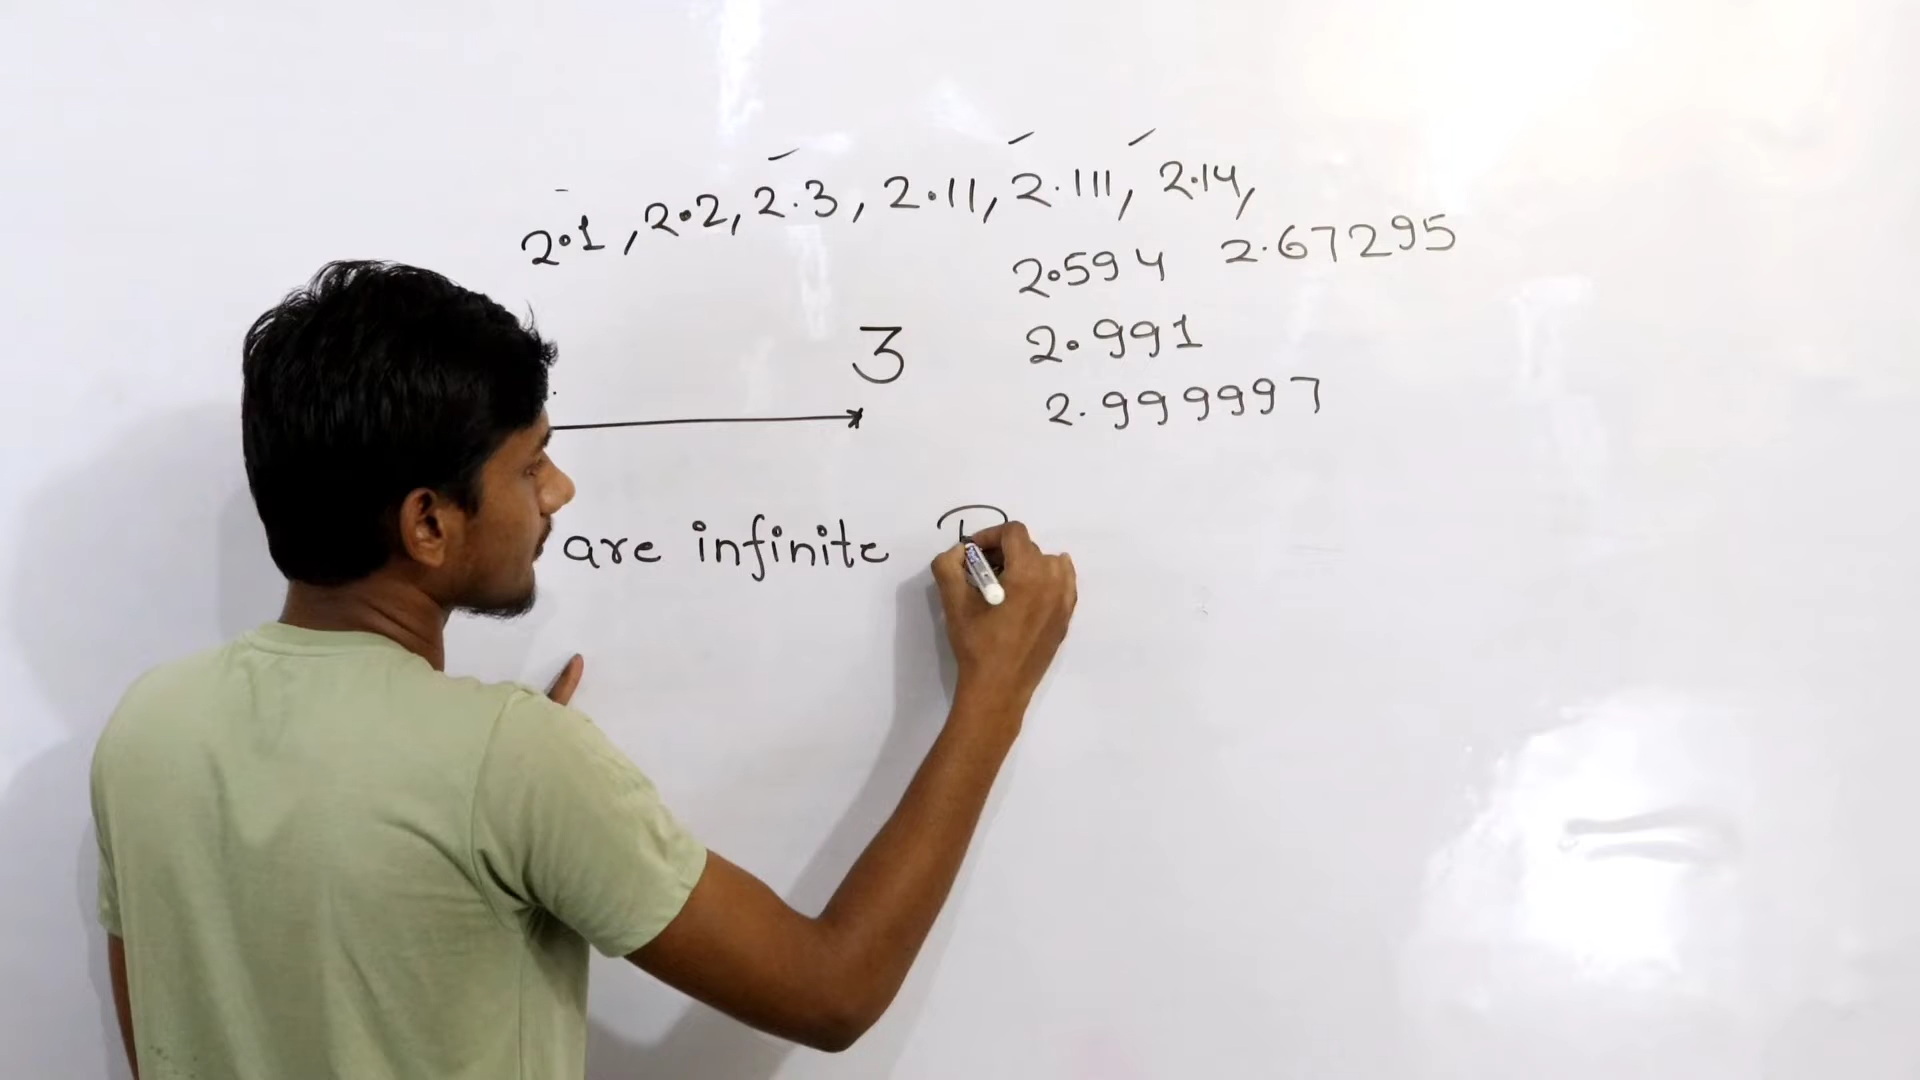 2.1, 2.2, 2.3, 2.11, 2.111, 2.14,
2.594 2.67295
3
2.991
2.999997
are infinite